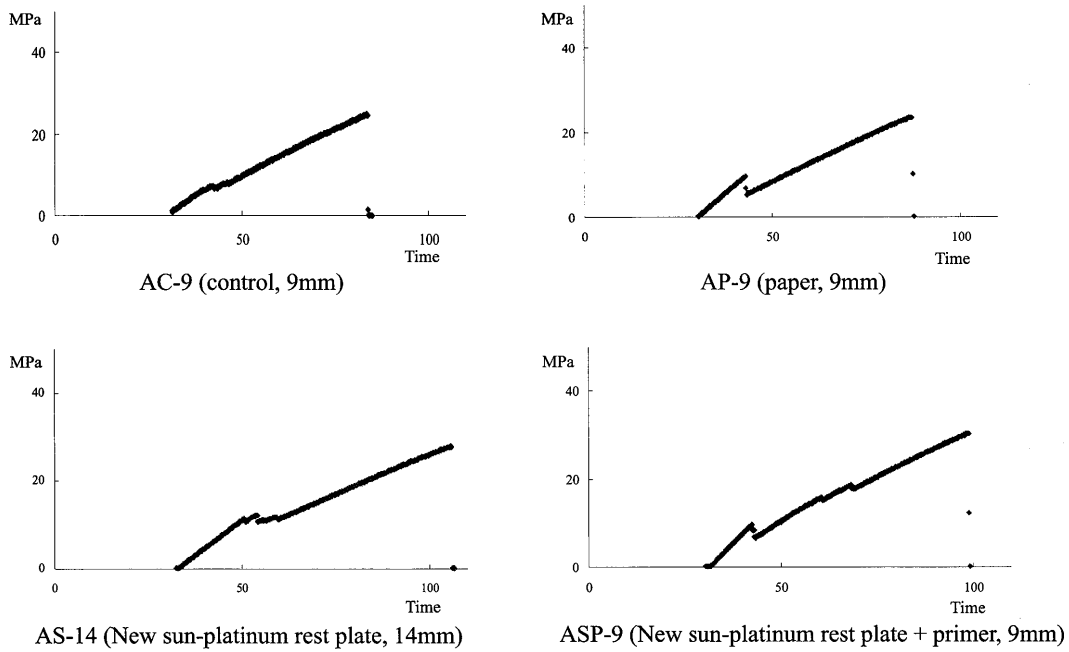 MPa
40
20
0
0 50 100
Time
AC-9 (control, 9mm)
MPa
40
20
0
0 50 100
Time
AP-9 (paper, 9mm)
MPa
40
20
0
0 50 100
Time
AS-14 (New sun-platinum rest plate, 14mm)
MPa
40
20
0
0 50 100
Time
ASP-9 (New sun-platinum rest plate + primer, 9mm)